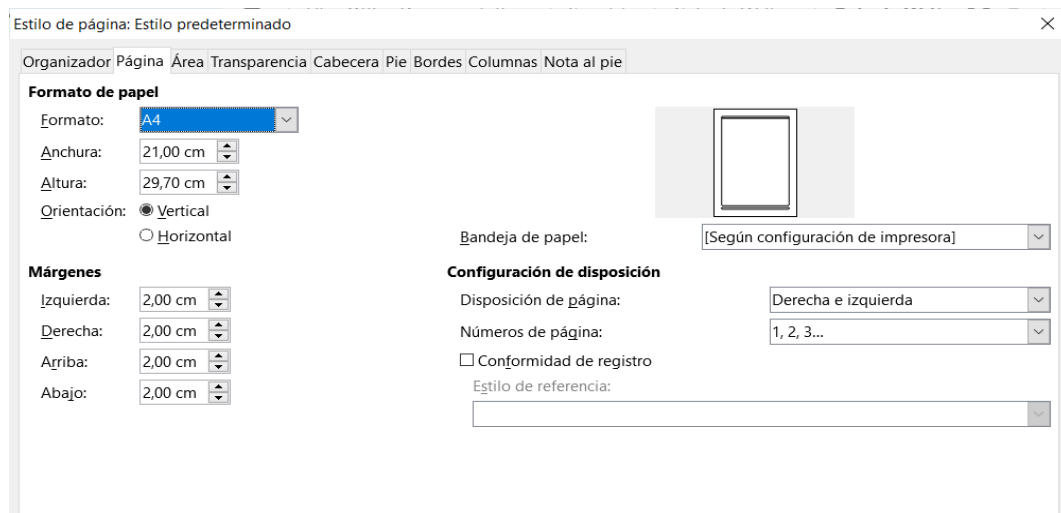 Estilo de página: Estilo predeterminado
Organizador Página Área Transparencia Cabecera Pie Bordes Columnas Nota al pie
Formato de papel
Formato: A4
Anchura: 21,00 cm
Altura: 29,70 cm
Orientación: Vertical
Horizontal
Bandeja de papel: [Según configuración de impresora]
Márgenes
Izquierda: 2,00 cm
Derecha: 2,00 cm
Arriba: 2,00 cm
Abajo: 2,00 cm
Configuración de disposición
Disposición de página: Derecha e izquierda
Números de página: 1, 2, 3...
Conformidad de registro
Estilo de referencia: